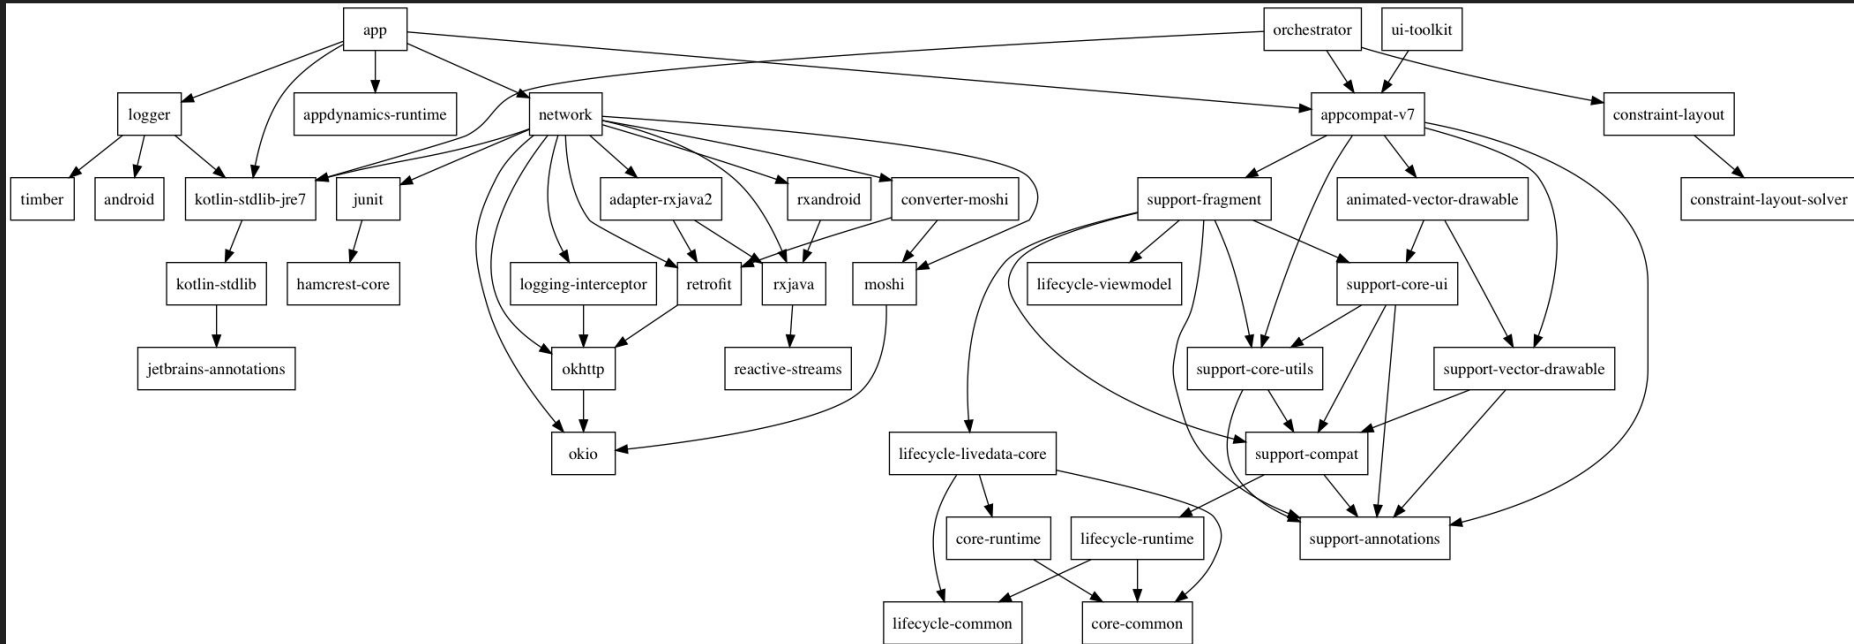 app
orchestrator
ui-toolkit
logger
appdynamics-runtime
network
appcompat-v7
constraint-layout
timber
android
kotlin-stdlib-jre7
junit
adapter-rxjava2
rxandroid
converter-moshi
support-fragment
animated-vector-drawable
constraint-layout-solver
kotlin-stdlib
hamcrest-core
logging-interceptor
retrofit
rxjava
moshi
lifecycle-viewmodel
support-core-ui
jetbrains-annotations
okhttp
reactive-streams
support-core-utils
support-vector-drawable
okio
lifecycle-livedata-core
support-compat
core-runtime
lifecycle-runtime
support-annotations
lifecycle-common
core-common